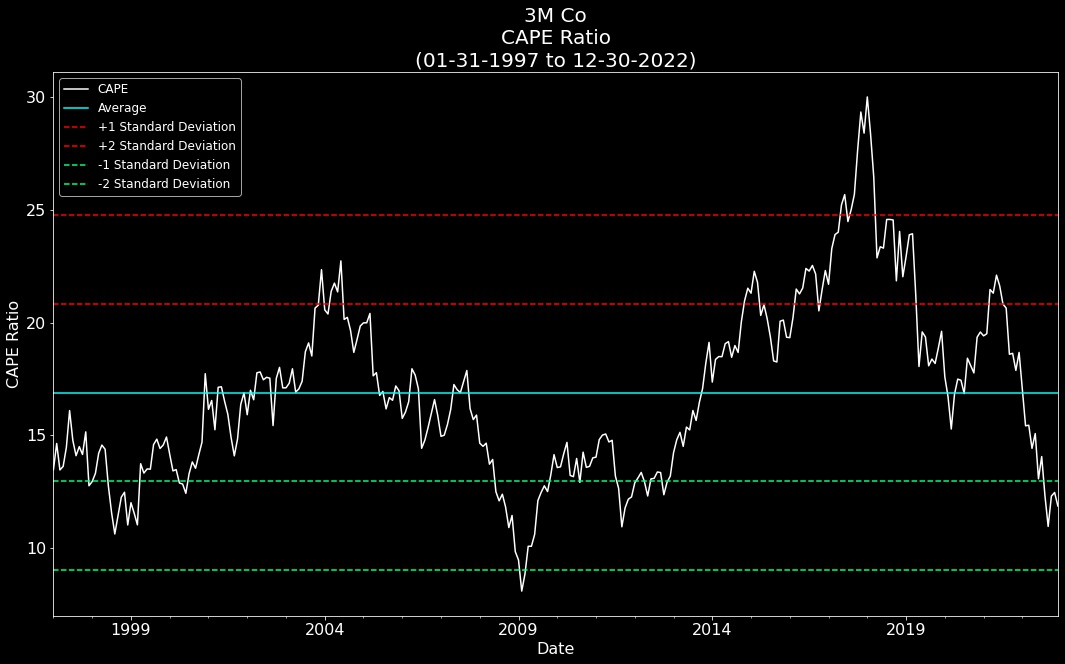 3M Co
CAPE Ratio
(01-31-1997 to 12-30-2022)
CAPE
Average
+1 Standard Deviation
+2 Standard Deviation
-1 Standard Deviation
-2 Standard Deviation
30
25
20
15
10
CAPE Ratio
1999
2004
2009
2014
2019
Date